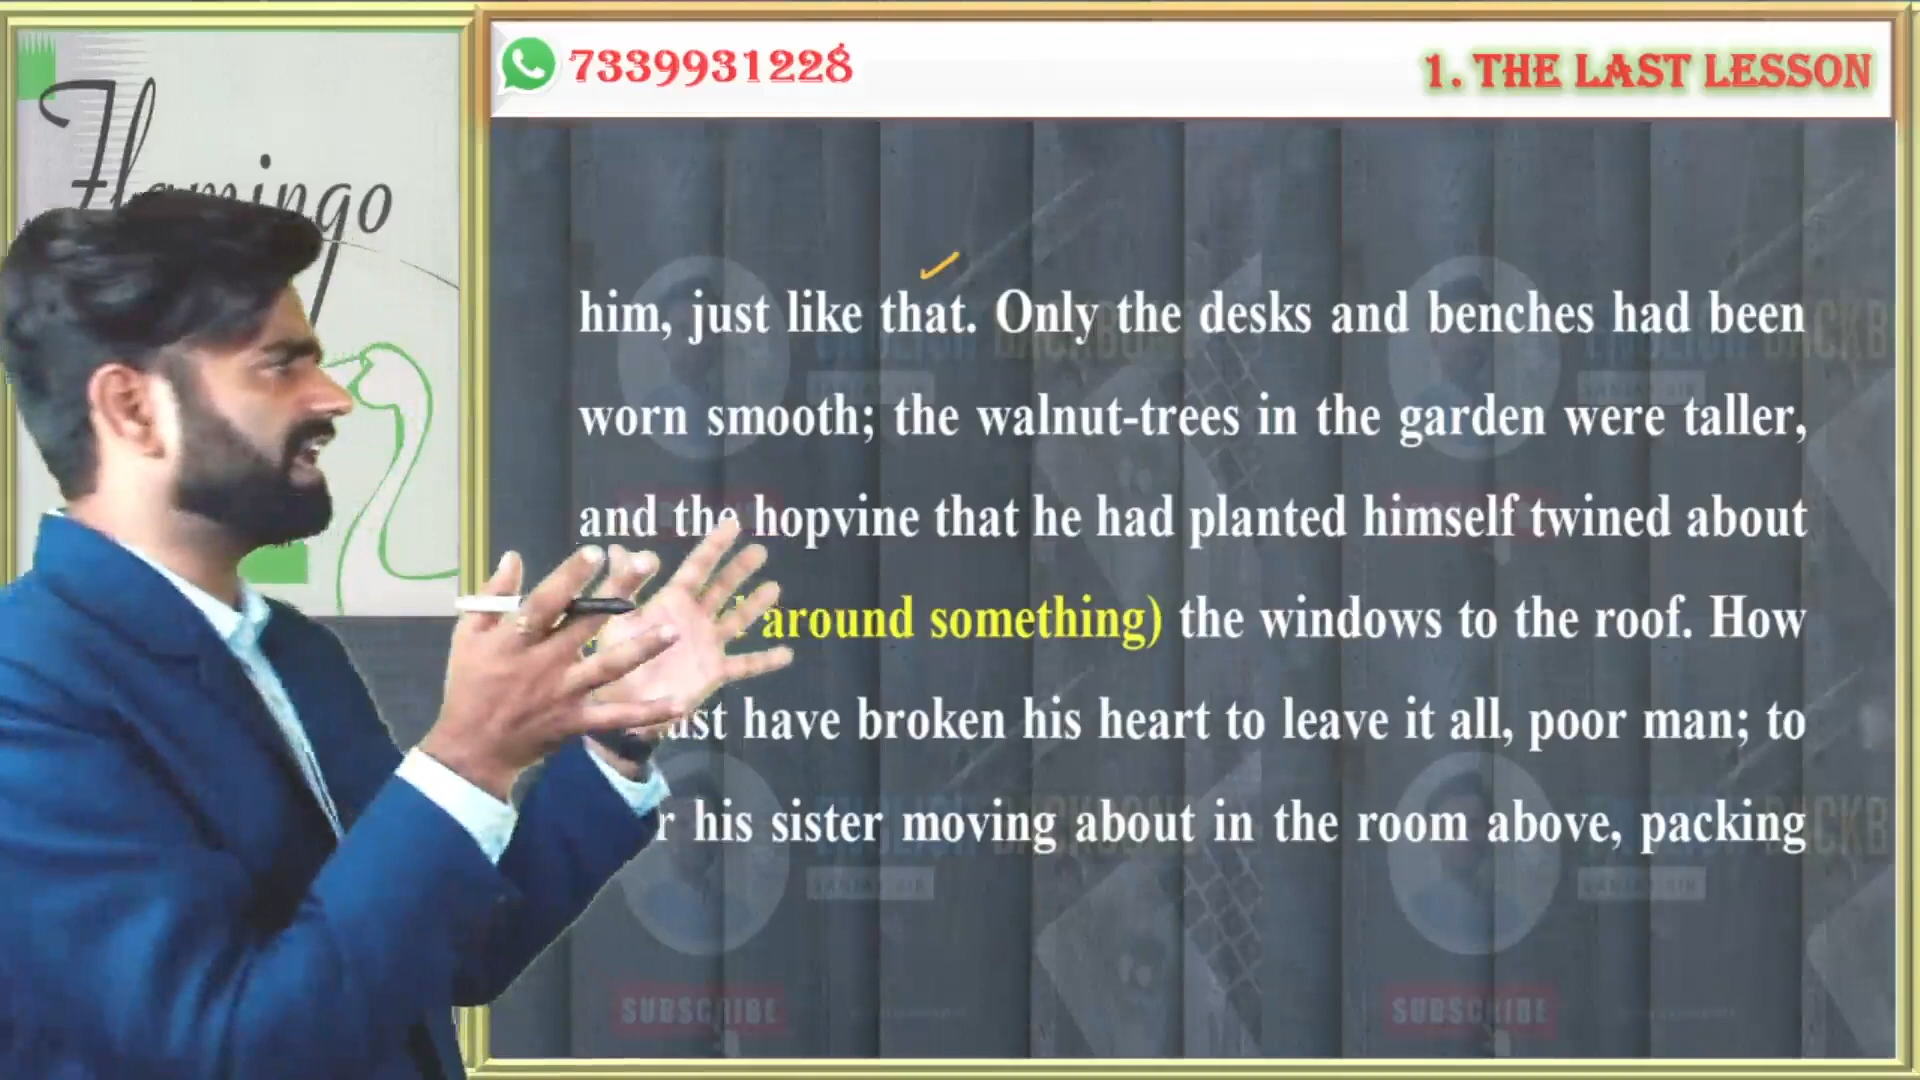 Flamingo
7339931228
1. THE LAST LESSON
him, just like that. Only the desks and benches had been
worn smooth; the walnut-trees in the garden were taller,
and the hopvine that he had planted himself twined about
around something) the windows to the roof. How
have broken his heart to leave it all, poor man; to
his sister moving about in the room above, packing
SUBSCRIBE
SUBSCRIBE